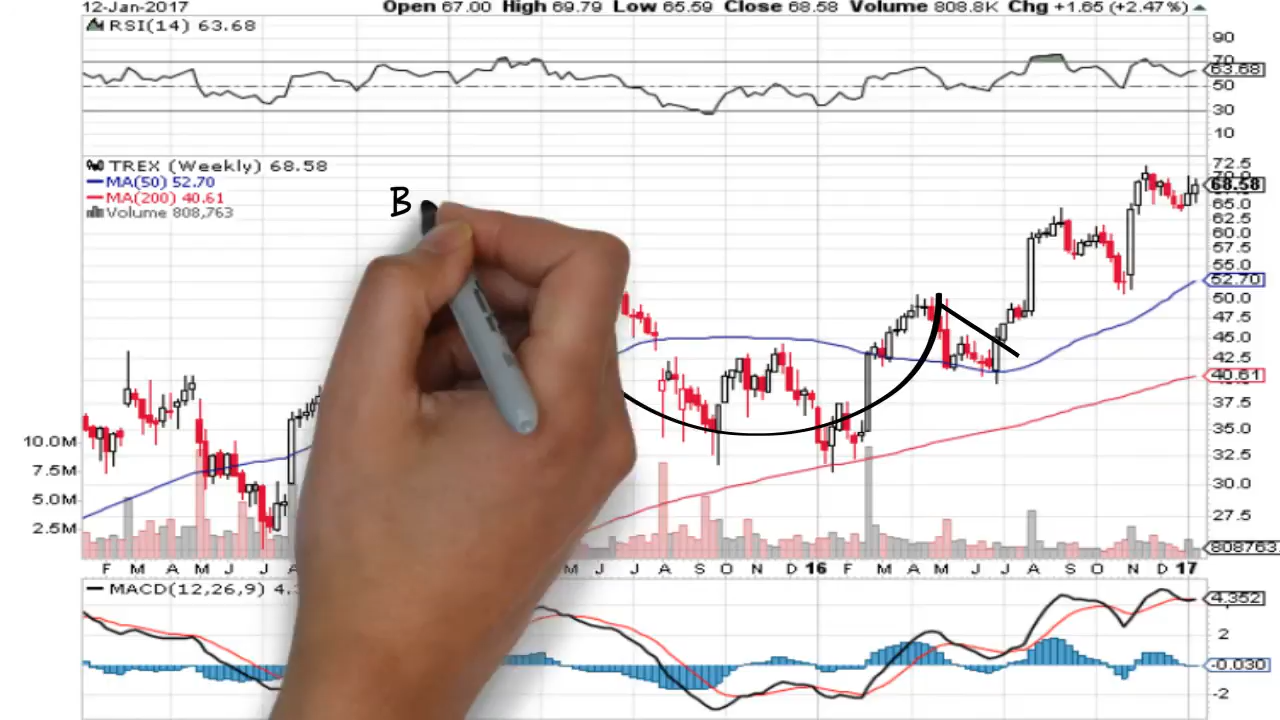 12-Jan-2017 Open 67.00 High 69.79 Low 65.59 Close 68.58 Volume 808.8K Chg +1.65 (+2.47%)
RSI(14) 63.68
90
70
63.68
50
30
10
TREX (Weekly) 68.58
MA(50) 52.70
MA(200) 40.61
Volume 808,763
B
72.5
68.58
65.0
60.0
57.5
55.0
52.70
50.0
47.5
45.0
42.5
40.61
37.5
35.0
32.5
30.0
27.5
808763
10.0M
7.5M
5.0M
2.5M
F M A M J J A M J J A S O N D 16 F M A M J J A S O N D 17
MACD(12,26,9) 4.
4.352
2
-0.030
-2